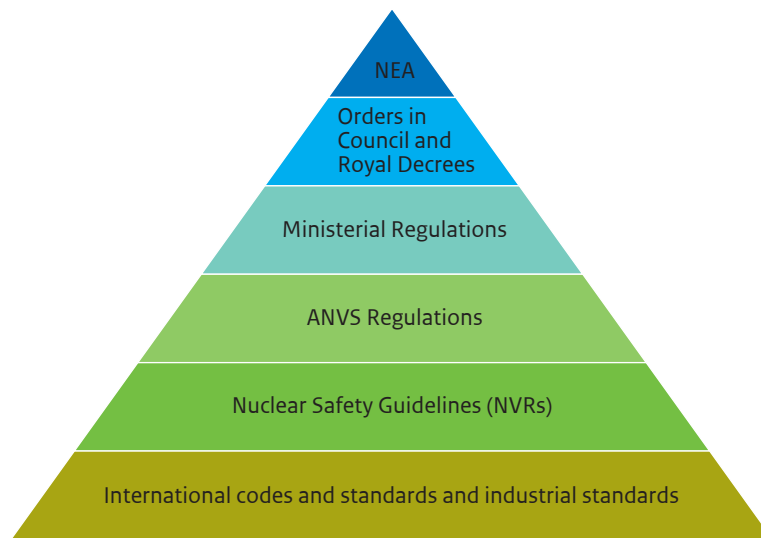 NEA
Orders in
Council and
Royal Decrees
Ministerial Regulations
ANVS Regulations
Nuclear Safety Guidelines (NVRs)
International codes and standards and industrial standards